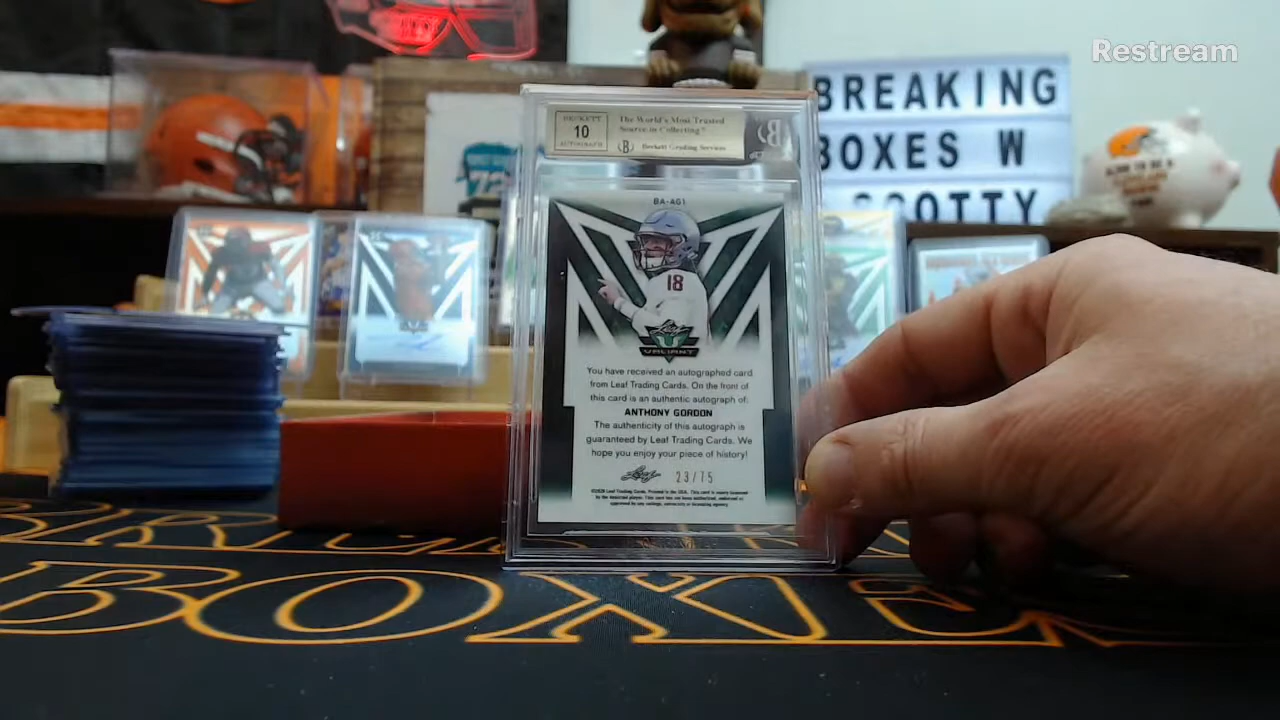 Restream
BREAKING
BOXES W
SCOTTY
BECKETT
10
AUTOGRAPH
The World's Most Trusted
Source in Collecting
Beckett Grading Services
BA-AG1
18
Leaf
VALIANT
You have received an autographed card
from Leaf Trading Cards. On the front of
this card is an authentic autograph of:
ANTHONY GORDON
The authenticity of this autograph is
guaranteed by Leaf Trading Cards. We
hope you enjoy your piece of history!
Leaf
23/75
BOXE